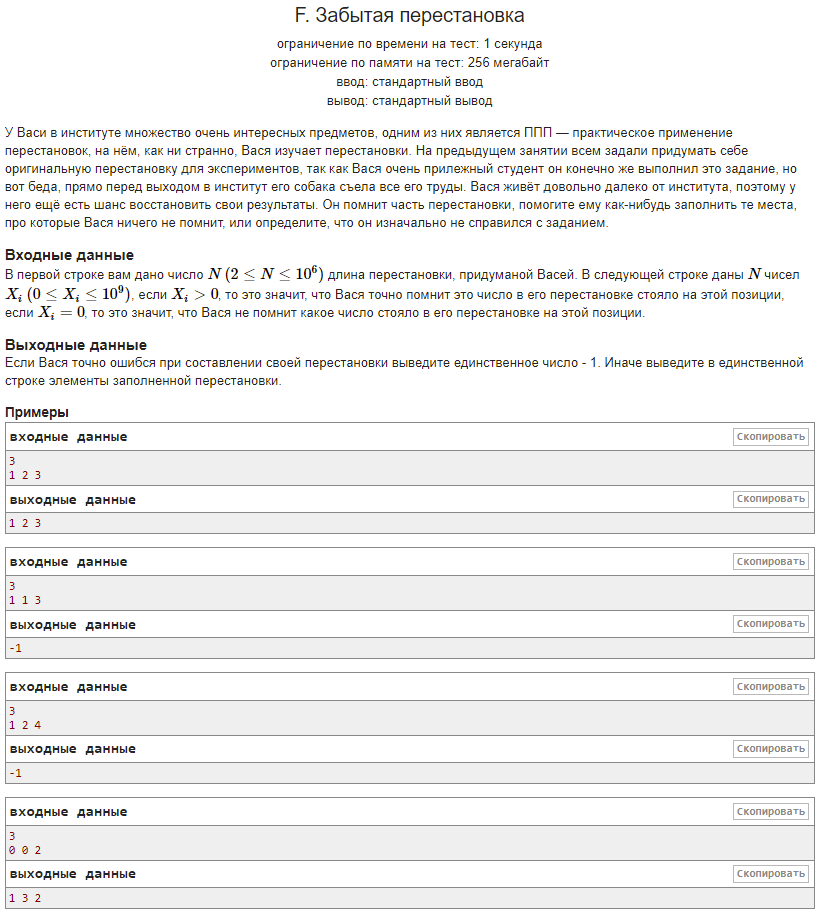 F. Забытая перестановка
ограничение по времени на тест: 1 секунда
ограничение по памяти на тест: 256 мегабайт
ввод: стандартный ввод
вывод: стандартный вывод
У Васи в институте множество очень интересных предметов, одним из них является ППП — практическое применение
перестановок, на нём, как ни странно, Вася изучает перестановки. На предыдущем занятии всем задали придумать себе
оригинальную перестановку для экспериментов, так как Вася очень прилежный студент он конечно же выполнил это задание, но
вот беда, прямо перед выходом в институт его собака съела все его труды. Вася живёт довольно далеко от института, поэтому у
него ещё есть шанс восстановить свои результаты. Он помнит часть перестановки, помогите ему как-нибудь заполнить те места,
про которые Вася ничего не помнит, или определите, что он изначально не справился с заданием.
Входные данные
В первой строке вам дано число N (2 ≤ N ≤ 10⁶) длина перестановки, придуманой Васей. В следующей строке даны N чисел
Xᵢ (0 ≤ Xᵢ ≤ 10⁹), если Xᵢ > 0, то это значит, что Вася точно помнит это число в его перестановке стояло на этой позиции,
если Xᵢ = 0, то это значит, что Вася не помнит какое число стояло в его перестановке на этой позиции.
Выходные данные
Если Вася точно ошибся при составлении своей перестановки выведите единственное число - 1. Иначе выведите в единственной
строке элементы заполненной перестановки.
Примеры
входные данные Скопировать
3
1 2 3
выходные данные Скопировать
1 2 3
входные данные Скопировать
3
1 1 3
выходные данные Скопировать
-1
входные данные Скопировать
3
1 2 4
выходные данные Скопировать
-1
входные данные Скопировать
3
0 0 2
выходные данные Скопировать
1 3 2